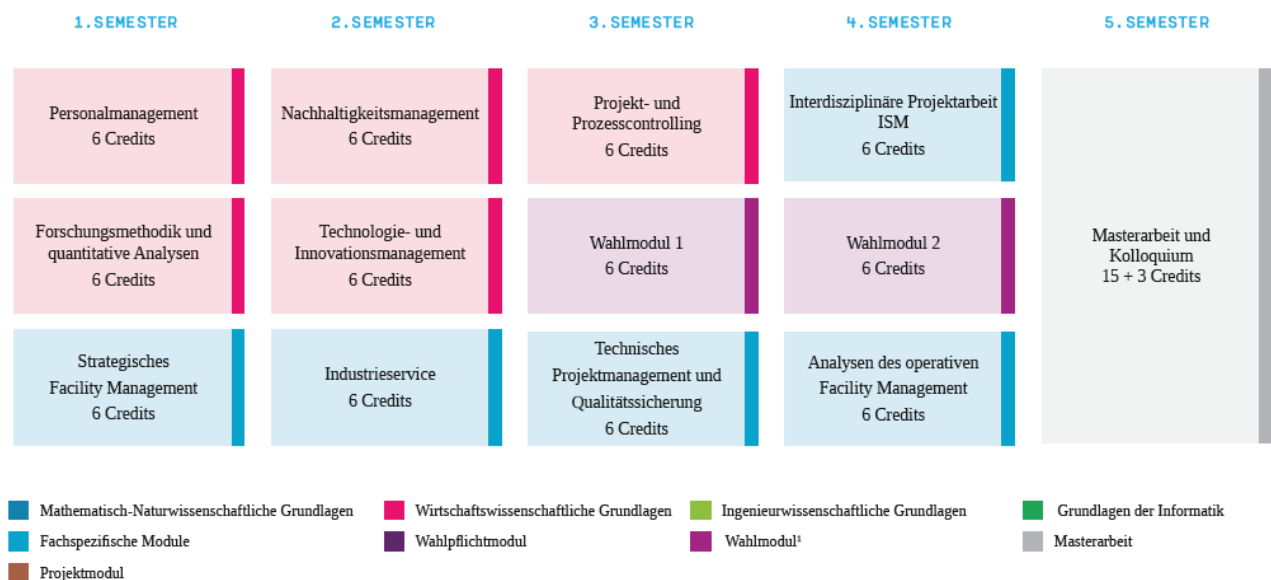 1.SEMESTER
2.SEMESTER
3.SEMESTER
4.SEMESTER
5.SEMESTER
Personalmanagement
6 Credits
Nachhaltigkeitsmanagement
6 Credits
Projekt- und
Prozesscontrolling
6 Credits
Interdisziplinäre Projektarbeit
ISM
6 Credits
Forschungsmethodik und
quantitative Analysen
6 Credits
Technologie- und
Innovationsmanagement
6 Credits
Wahlmodul 1
6 Credits
Wahlmodul 2
6 Credits
Masterarbeit und
Kolloquium
15 + 3 Credits
Strategisches
Facility Management
6 Credits
Industrieservice
6 Credits
Technisches
Projektmanagement und
Qualitätssicherung
6 Credits
Analysen des operativen
Facility Management
6 Credits
Mathematisch-Naturwissenschaftliche Grundlagen
Wirtschaftswissenschaftliche Grundlagen
Ingenieurwissenschaftliche Grundlagen
Grundlagen der Informatik
Fachspezifische Module
Wahlpflichtmodul
Wahlmodul¹
Masterarbeit
Projektmodul